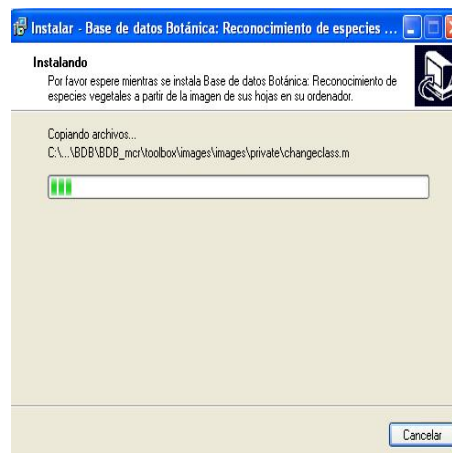 Instalar - Base de datos Botánica: Reconocimiento de especies ...
Instalando
Por favor espere mientras se instala Base de datos Botánica: Reconocimiento de
especies vegetales a partir de la imagen de sus hojas en su ordenador.
Copiando archivos...
C:\...\BDB\BDB_mcr\toolbox\images\images\private\changeclass.m
Cancelar